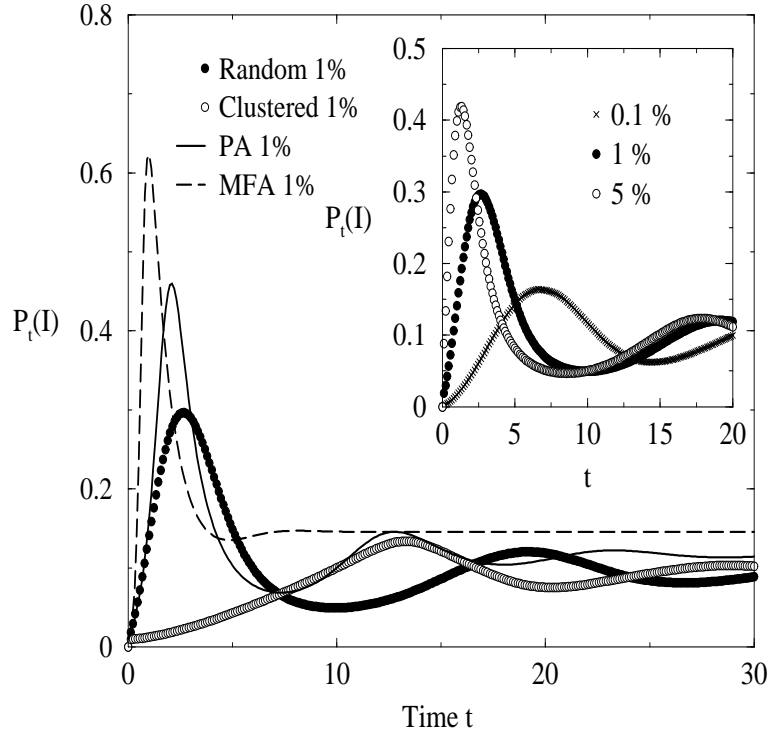 0.8
0.6
0.4
0.2
0
P_t(I)
Random 1%
Clustered 1%
PA 1%
MFA 1%
0.5
0.4
0.3
0.2
0.1
0
P_t(I)
0.1 %
1 %
5 %
0 5 10 15 20
t
0 10 20 30
Time t